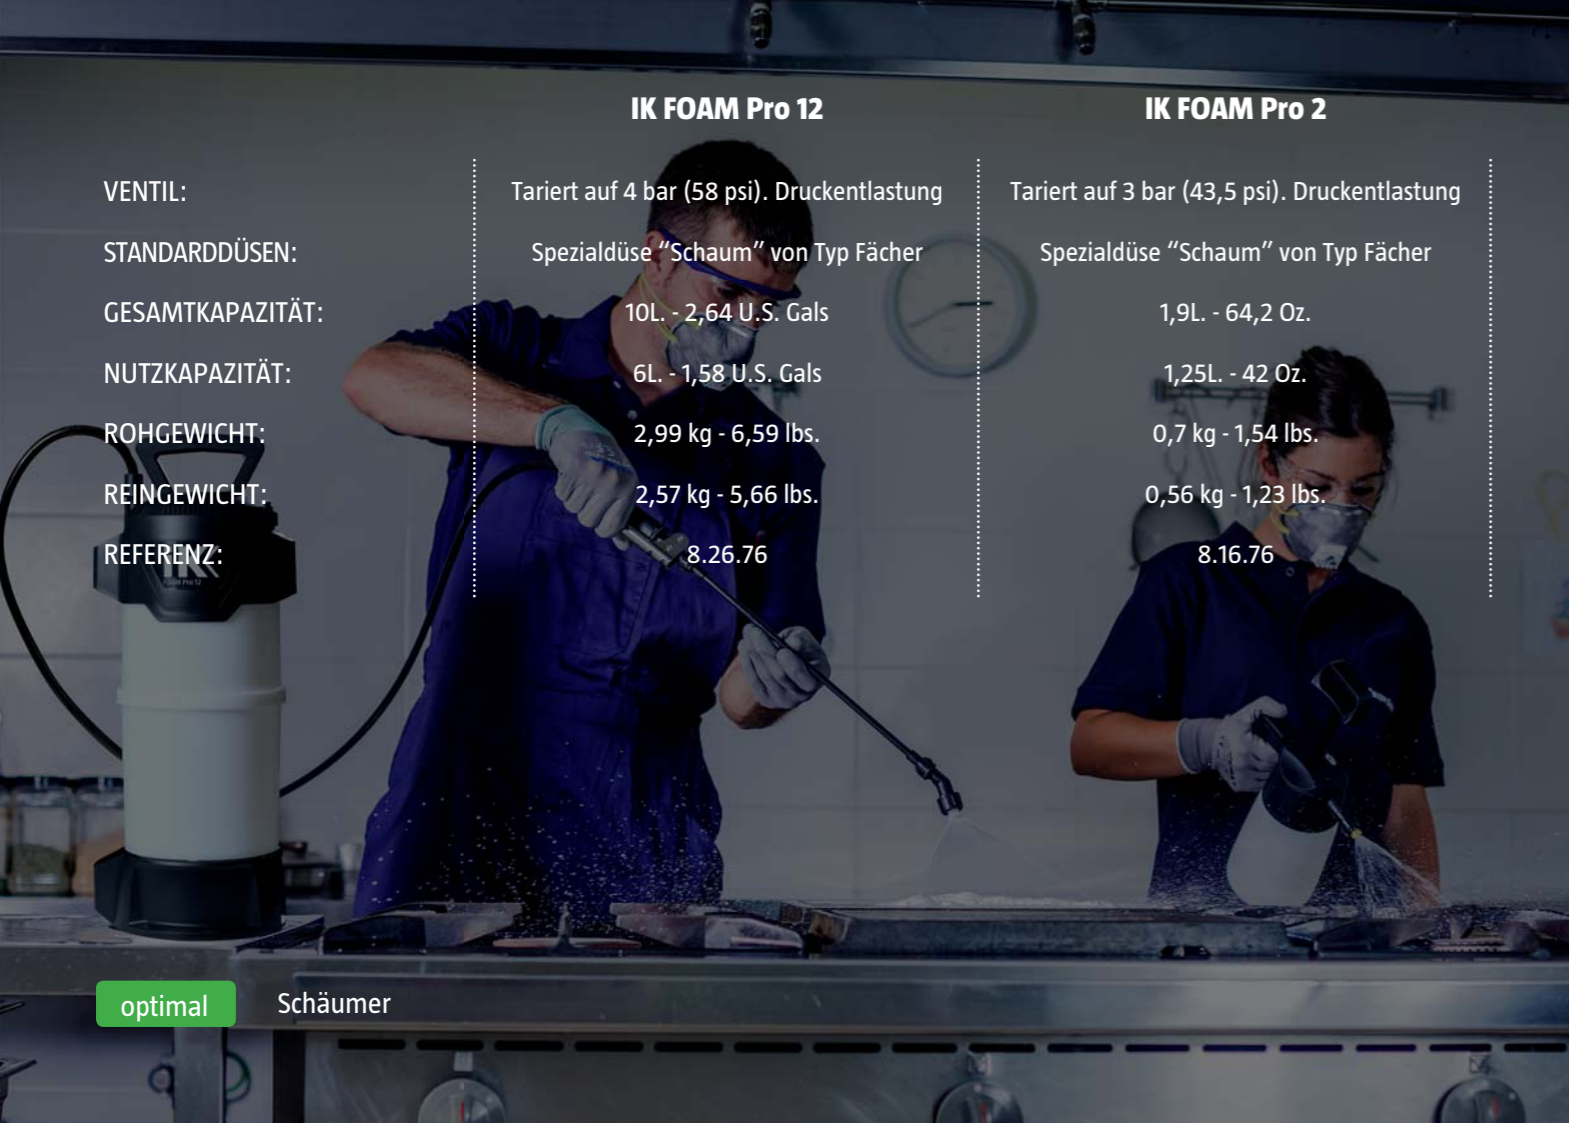 IK FOAM Pro 12 IK FOAM Pro 2
VENTIL: Tariert auf 4 bar (58 psi). Druckentlastung Tariert auf 3 bar (43,5 psi). Druckentlastung
STANDARDDÜSEN: Spezialdüse “Schaum” von Typ Fächer Spezialdüse “Schaum” von Typ Fächer
GESAMTKAPAZITÄT: 10L. - 2,64 U.S. Gals 1,9L. - 64,2 Oz.
NUTZKAPAZITÄT: 6L. - 1,58 U.S. Gals 1,25L. - 42 Oz.
ROHGEWICHT: 2,99 kg - 6,59 lbs. 0,7 kg - 1,54 lbs.
REINGEWICHT: 2,57 kg - 5,66 lbs. 0,56 kg - 1,23 lbs.
REFERENZ: 8.26.76 8.16.76
IK
FOAM Pro 12
optimal Schäumer